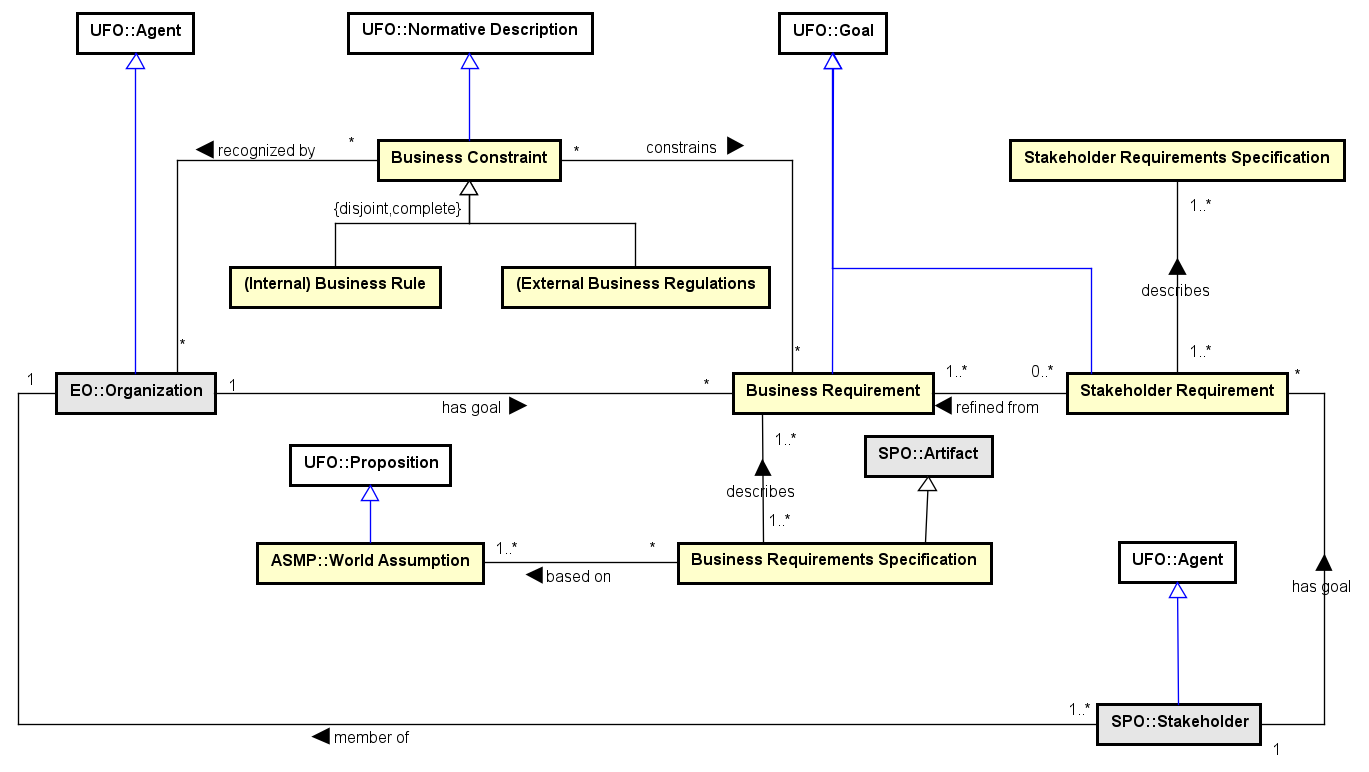 UFO::Agent
UFO::Normative Description
UFO::Goal
recognized by
*
Business Constraint
*
constrains
Stakeholder Requirements Specification
{disjoint,complete}
1..*
(Internal) Business Rule
(External Business Regulations
describes
*
*
1..*
1
EO::Organization
1
has goal
*
Business Requirement
1..*
0..*
refined from
Stakeholder Requirement
*
UFO::Proposition
1..*
SPO::Artifact
describes
1..*
ASMP::World Assumption
1..*
based on
*
Business Requirements Specification
UFO::Agent
has goal
1..*
SPO::Stakeholder
member of
1